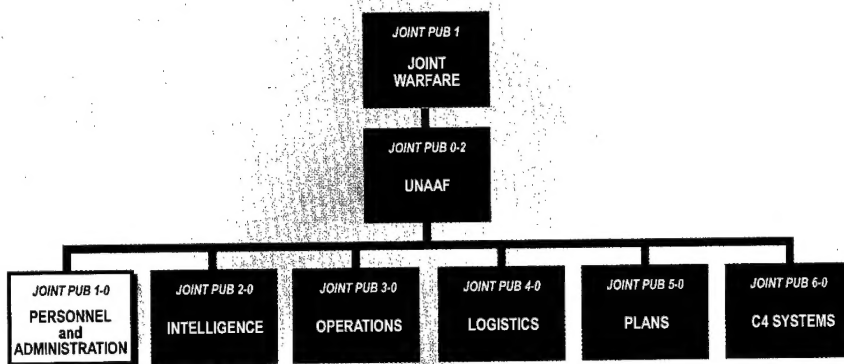 JOINT PUB 1
JOINT
WARFARE
JOINT PUB 0-2
UNAAF
JOINT PUB 1-0
PERSONNEL
and
ADMINISTRATION
JOINT PUB 2-0
INTELLIGENCE
JOINT PUB 3-0
OPERATIONS
JOINT PUB 4-0
LOGISTICS
JOINT PUB 5-0
PLANS
JOINT PUB 6-0
C4 SYSTEMS